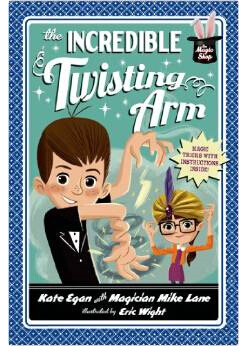 the INCREDIBLE
Twisting
Arm
The
Magic
Shop
MAGIC
TRICKS WITH
INSTRUCTIONS
INSIDE!
Kate Egan with Magician Mike Lane
illustrated by Eric Wight